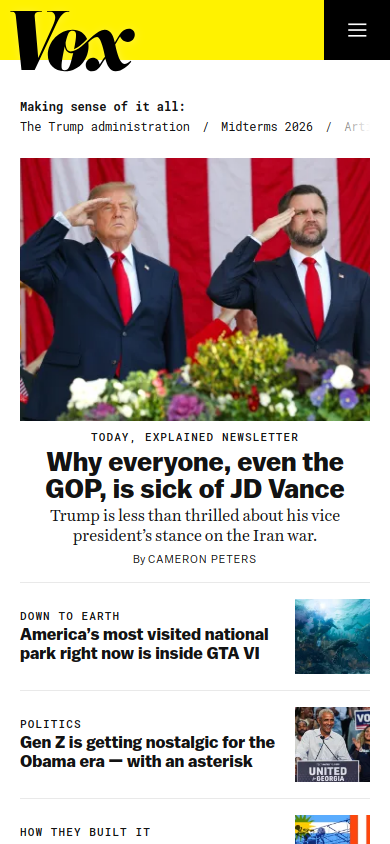 Vox
Making sense of it all:
The Trump administration / Midterms 2026 / Art
TODAY, EXPLAINED NEWSLETTER
Why everyone, even the
GOP, is sick of JD Vance
Trump is less than thrilled about his vice
president’s stance on the Iran war.
By CAMERON PETERS
DOWN TO EARTH
America’s most visited national
park right now is inside GTA VI
POLITICS
Gen Z is getting nostalgic for the
Obama era — with an asterisk
VO
UNITED
for GEORGIA
HOW THEY BUILT IT